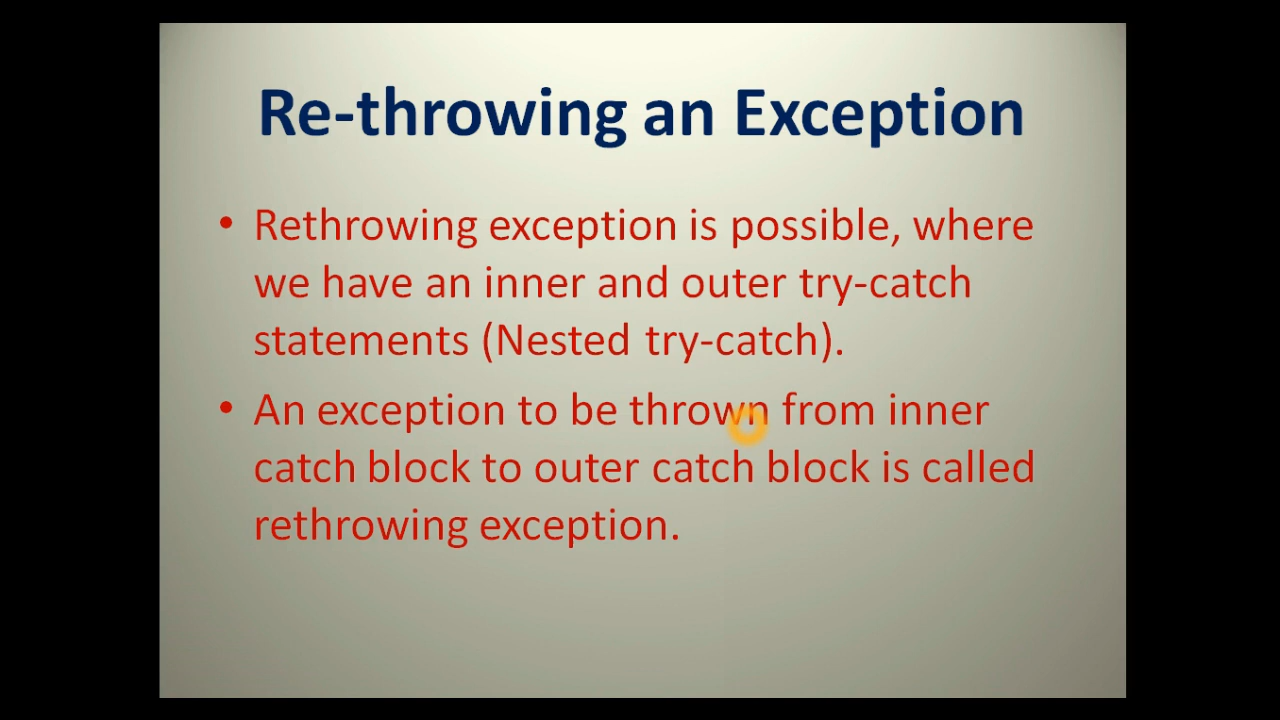 Re-throwing an Exception
• Rethrowing exception is possible, where
we have an inner and outer try-catch
statements (Nested try-catch).
• An exception to be thrown from inner
catch block to outer catch block is called
rethrowing exception.